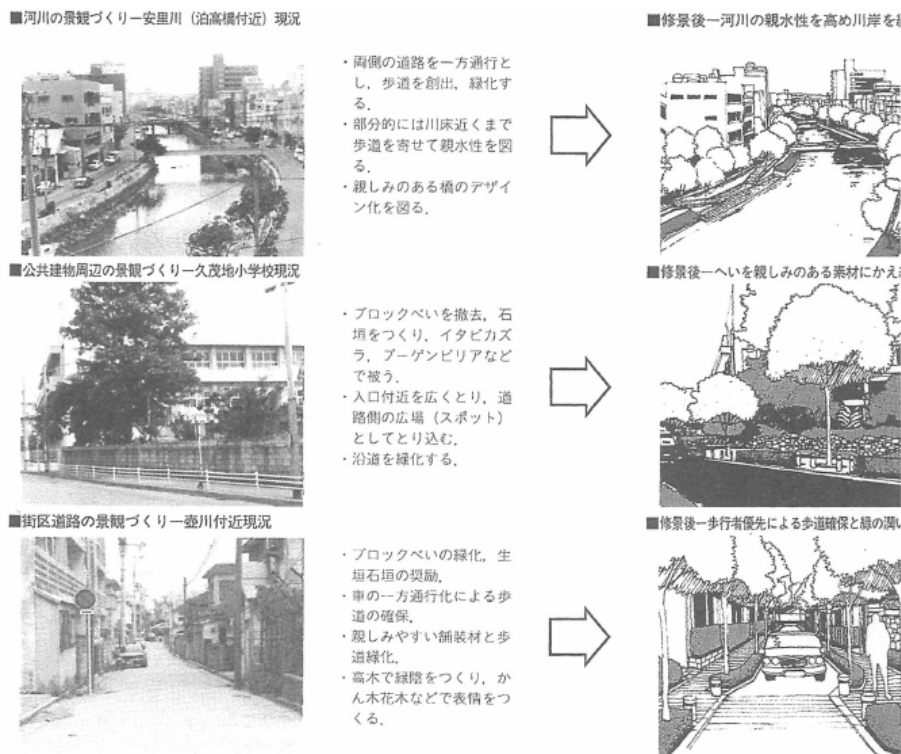 ■河川の景観づくり―安里川（泊高橋付近）現況
・両側の道路を一方通行と
し，歩道を創出，緑化す
る．
・部分的には川床近くまで
歩道を寄せて親水性を図
る．
・親しみのある橋のデザイ
ン化を図る．
■修景後―河川の親水性を高め川岸を
■公共建物周辺の景観づくり―久茂地小学校現況
・ブロックべいを撤去，石
垣をつくり，イタビカズ
ラ，ブーゲンビリアなど
で被う．
・入口付近を広くとり，道
路側の広場（スポット）
としてとり込む．
・沿道を緑化する．
■修景後―へいを親しみのある素材にかえ
■街区道路の景観づくり―壺川付近現況
・ブロックべいの緑化，生
垣石垣の奨励．
・車の一方通行化による歩
道の確保．
・親しみやすい舗装材と歩
道緑化．
・高木で緑陰をつくり，か
ん木花木などで表情をつ
くる．
■修景後―歩行者優先による歩道確保と緑の潤い